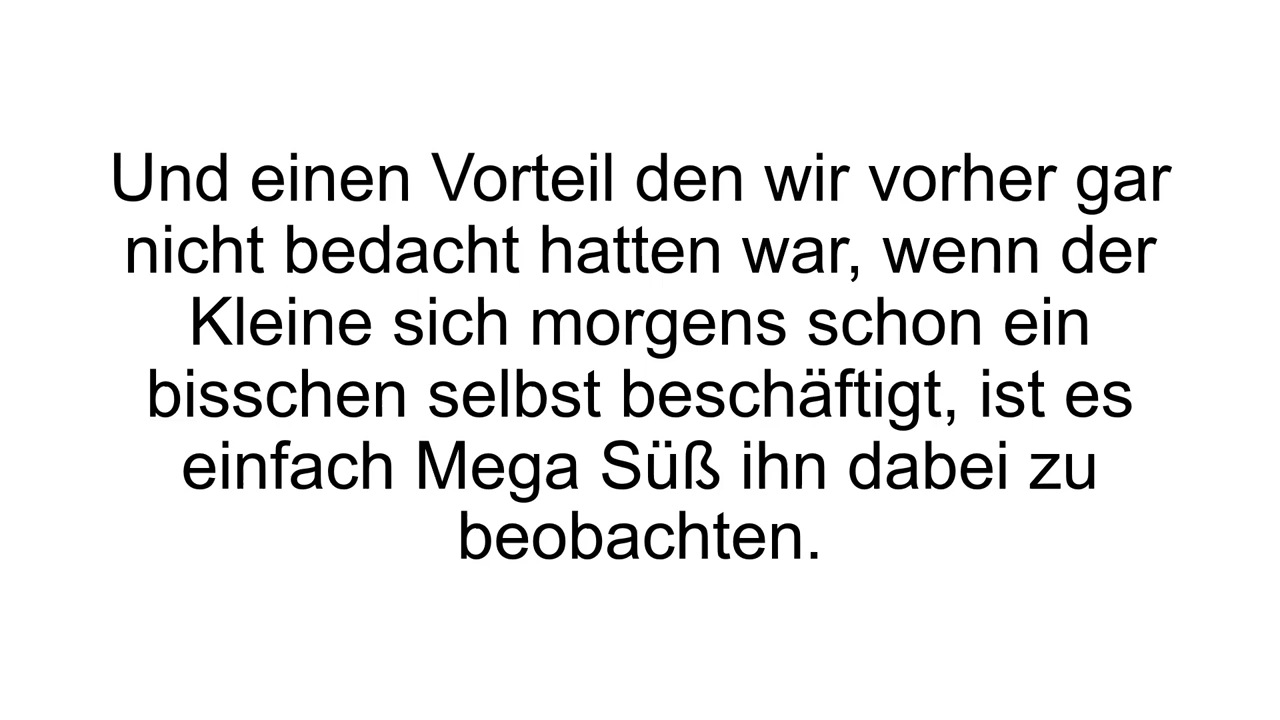 Und einen Vorteil den wir vorher gar
nicht bedacht hatten war, wenn der
Kleine sich morgens schon ein
bisschen selbst beschäftigt, ist es
einfach Mega Süß ihn dabei zu
beobachten.